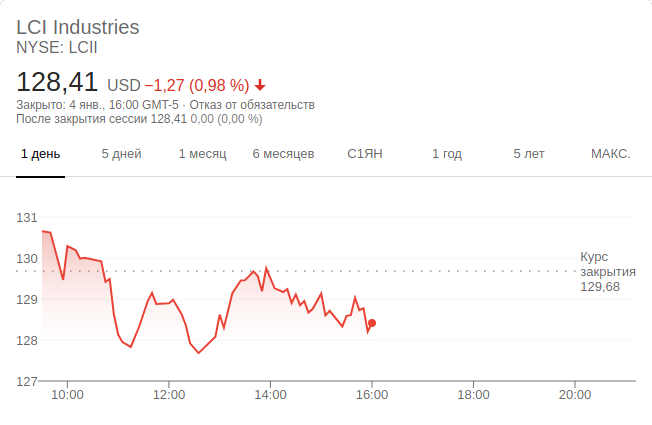 LCI Industries
NYSE: LCII
128,41 USD −1,27 (0,98 %)
Закрыто: 4 янв., 16:00 GMT-5 · Отказ от обязательств
После закрытия сессии 128,41 0,00 (0,00 %)
1 день 5 дней 1 месяц 6 месяцев С1ЯН 1 год 5 лет МАКС.
131
130
129
128
127
Курс
закрытия
129,68
10:00 12:00 14:00 16:00 18:00 20:00